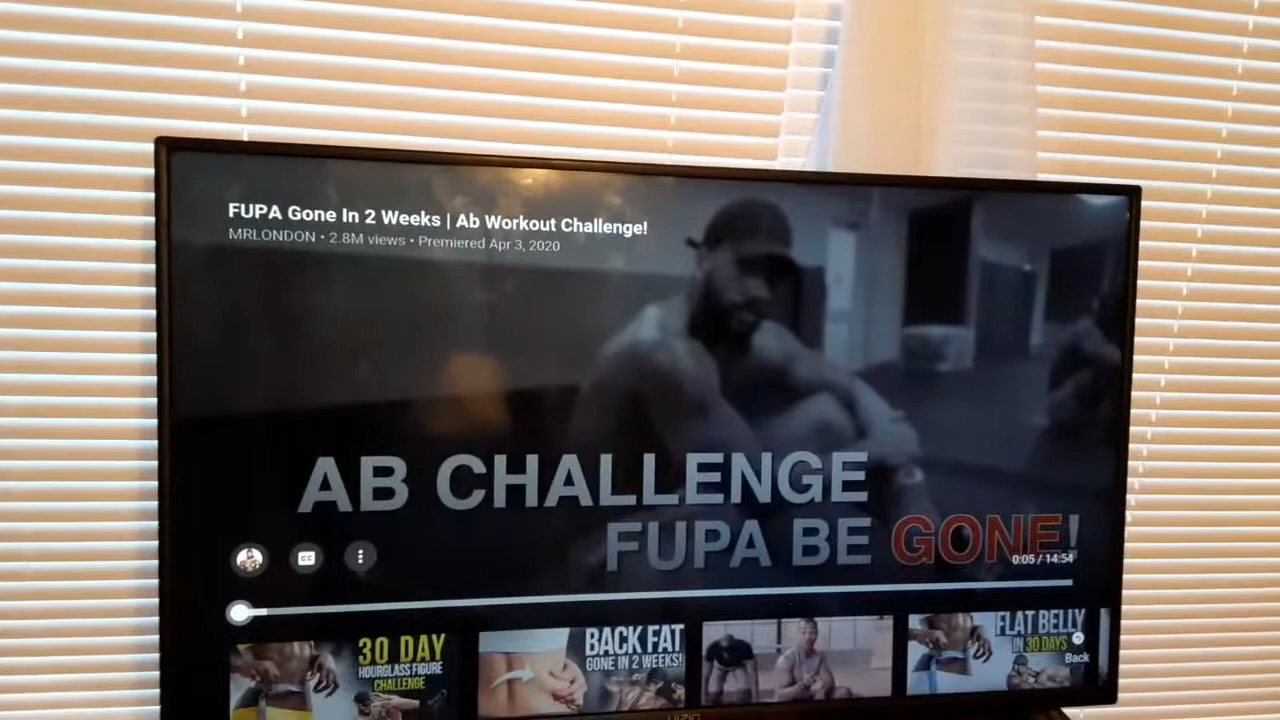 FUPA Gone In 2 Weeks | Ab Workout Challenge!
MRLONDON • 2.8M views • Premiered Apr 3, 2020
AB CHALLENGE
FUPA BE GONE!
0:05 / 14:54
CC
30 DAY
HOURGLASS FIGURE
CHALLENGE
BACK FAT
GONE IN 2 WEEKS!
FLAT BELLY
IN 30 DAYS
Back
VIZIO